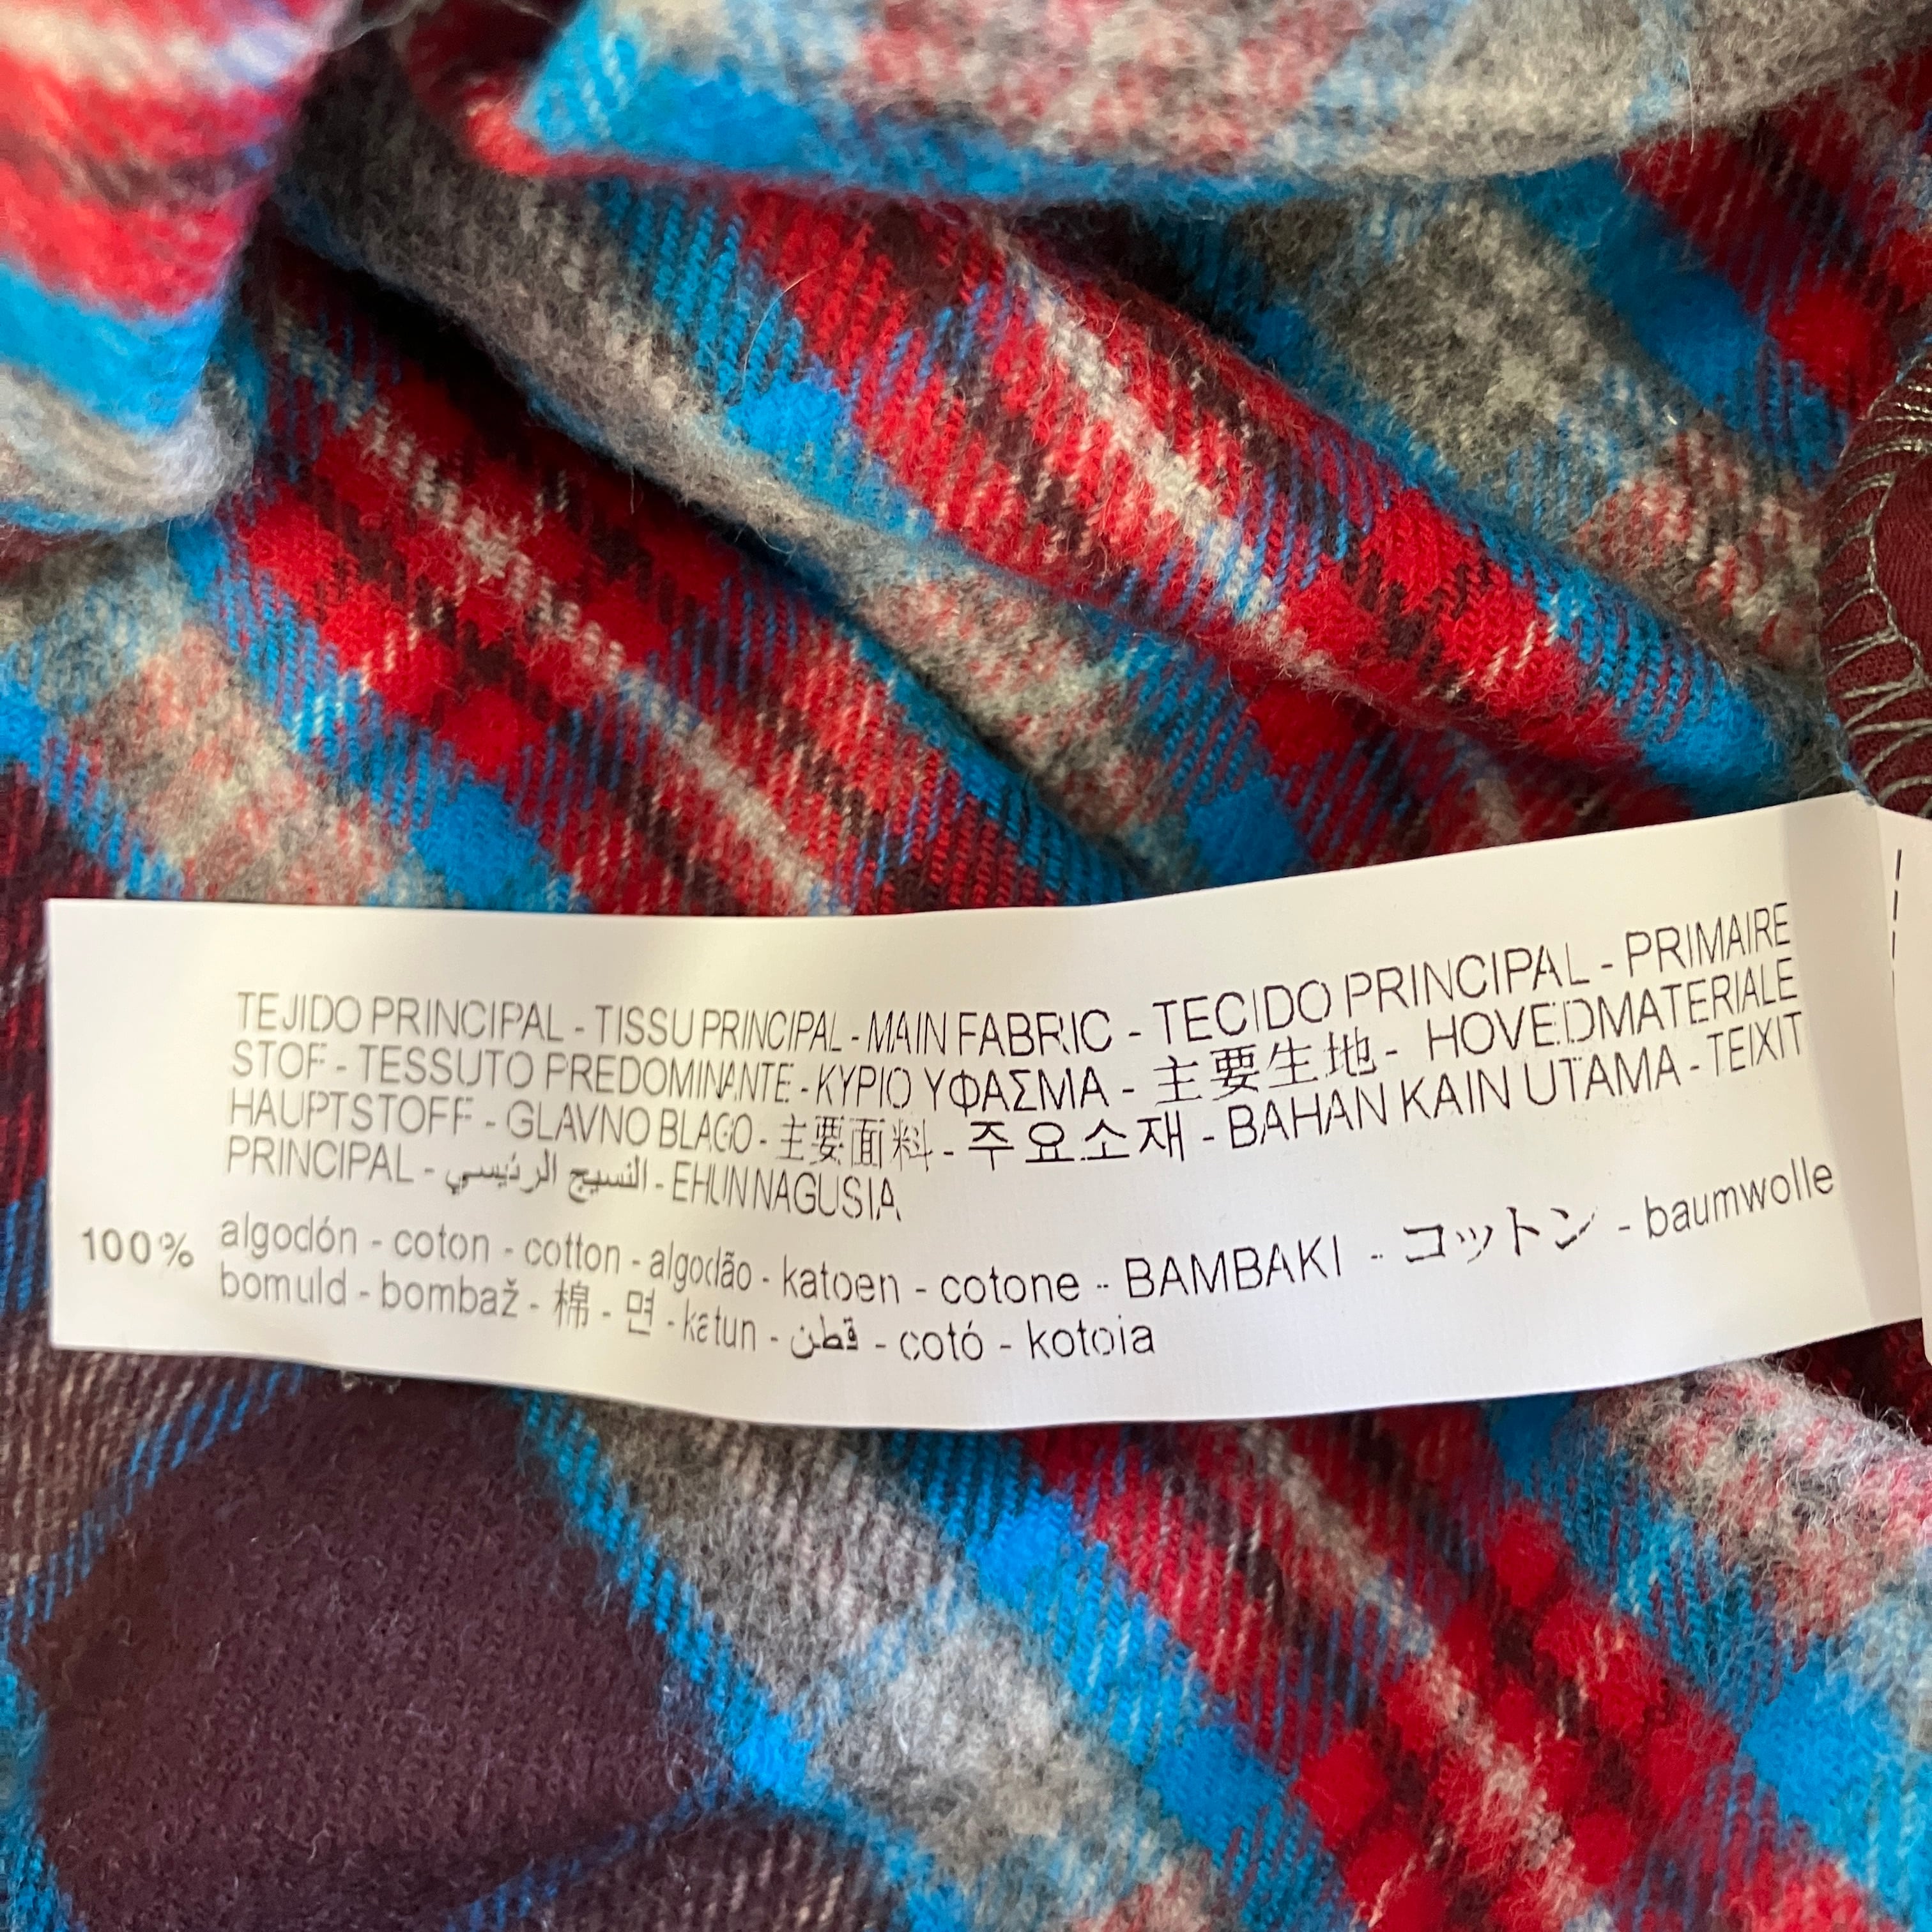 TEJIDO PRINCIPAL - TISSU PRINCIPAL - MAIN FABRIC - TECIDO PRINCIPAL - PRIMAIRE
STOF - TESSUTO PREDOMINANTE - ΚΥΡΙΟ ΥΦΑΣΜΑ - 主要生地 - HOVEDMATERIALE
HAUPTSTOFF - GLAVNO BLAGO - 主要面料 - 주요소재 - BAHAN KAIN UTAMA - TEIXIT
PRINCIPAL - النسيج الرئيسي - EHUN NAGUSIA
100% algodón - coton - cotton - algodão - katoen - cotone - BAMBAKI - コットン - baumwolle
bomuld - bombaž - 棉 - 면 - katun - قطن - cotó - kotoia